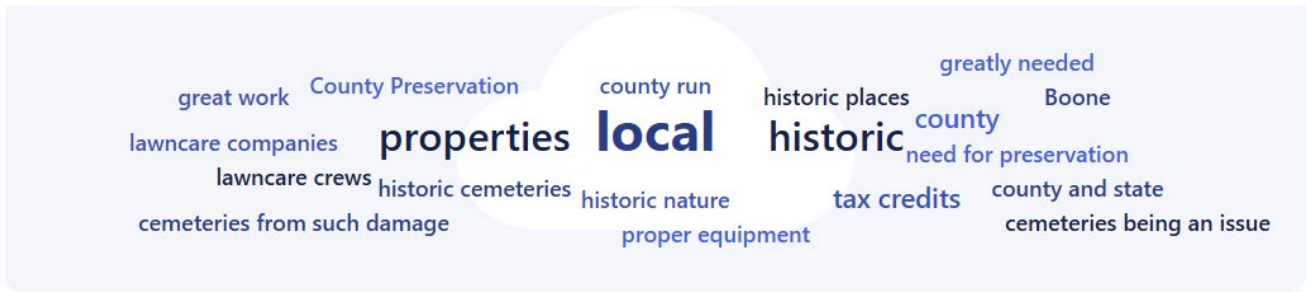 greatly needed
great work
County Preservation
county run
historic places
Boone
lawncare companies
properties
local
historic
county
need for preservation
lawncare crews
historic cemeteries
historic nature
tax credits
county and state
cemeteries from such damage
proper equipment
cemeteries being an issue